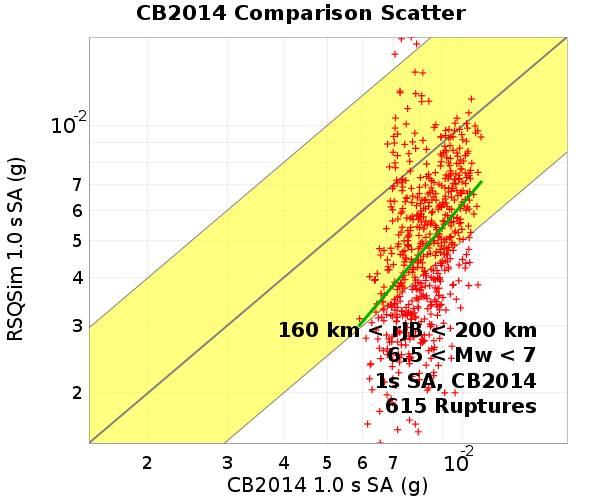 CB2014 Comparison Scatter
RSQSim 1.0 s SA (g)
10-2
7
6
5
4
3
2
160 km < rJB < 200 km
6.5 < Mw < 7
1s SA, CB2014
615 Ruptures
2 3 4 5 6 7 10-2
CB2014 1.0 s SA (g)